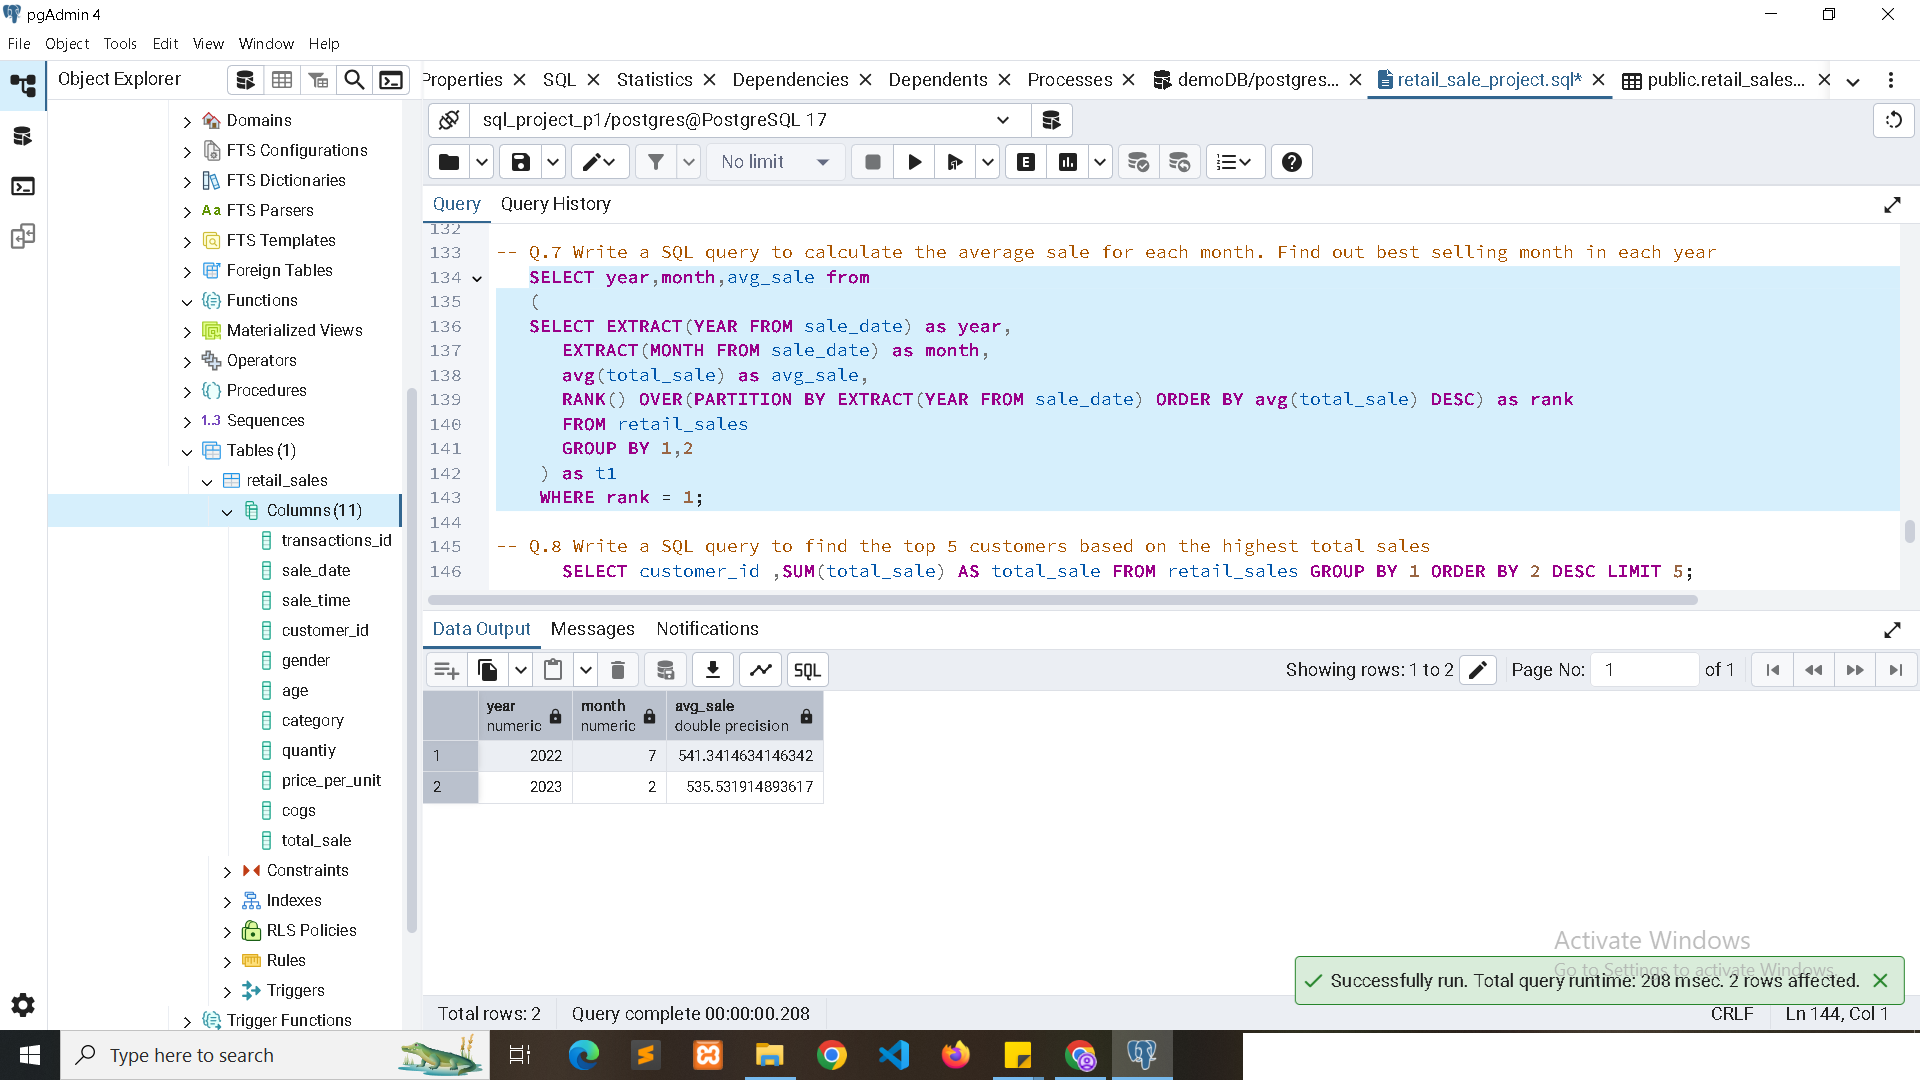 pgAdmin 4
File Object Tools Edit View Window Help
Object Explorer
Properties SQL Statistics Dependencies Dependents Processes demoDB/postgres... retail_sale_project.sql* public.retail_sales...
sql_project_p1/postgres@PostgreSQL 17
No limit
Query Query History
Domains
FTS Configurations
FTS Dictionaries
FTS Parsers
FTS Templates
Foreign Tables
Functions
Materialized Views
Operators
Procedures
1.3 Sequences
Tables (1)
retail_sales
Columns (11)
transactions_id
sale_date
sale_time
customer_id
gender
age
category
quantiy
price_per_unit
cogs
total_sale
Constraints
Indexes
RLS Policies
Rules
Triggers
Trigger Functions
132
133 -- Q.7 Write a SQL query to calculate the average sale for each month. Find out best selling month in each year
134 SELECT year,month,avg_sale from
135 (
136 SELECT EXTRACT(YEAR FROM sale_date) as year,
137 EXTRACT(MONTH FROM sale_date) as month,
138 avg(total_sale) as avg_sale,
139 RANK() OVER(PARTITION BY EXTRACT(YEAR FROM sale_date) ORDER BY avg(total_sale) DESC) as rank
140 FROM retail_sales
141 GROUP BY 1,2
142 ) as t1
143 WHERE rank = 1;
144
145 -- Q.8 Write a SQL query to find the top 5 customers based on the highest total sales
146 SELECT customer_id ,SUM(total_sale) AS total_sale FROM retail_sales GROUP BY 1 ORDER BY 2 DESC LIMIT 5;
Data Output Messages Notifications
SQL Showing rows: 1 to 2 Page No: 1 of 1
year month avg_sale
numeric numeric double precision
1 2022 7 541.3414634146342
2 2023 2 535.531914893617
Activate Windows
Go to Settings to activate Windows.
Successfully run. Total query runtime: 208 msec. 2 rows affected.
Total rows: 2 Query complete 00:00:00.208 CRLF Ln 144, Col 1
Type here to search